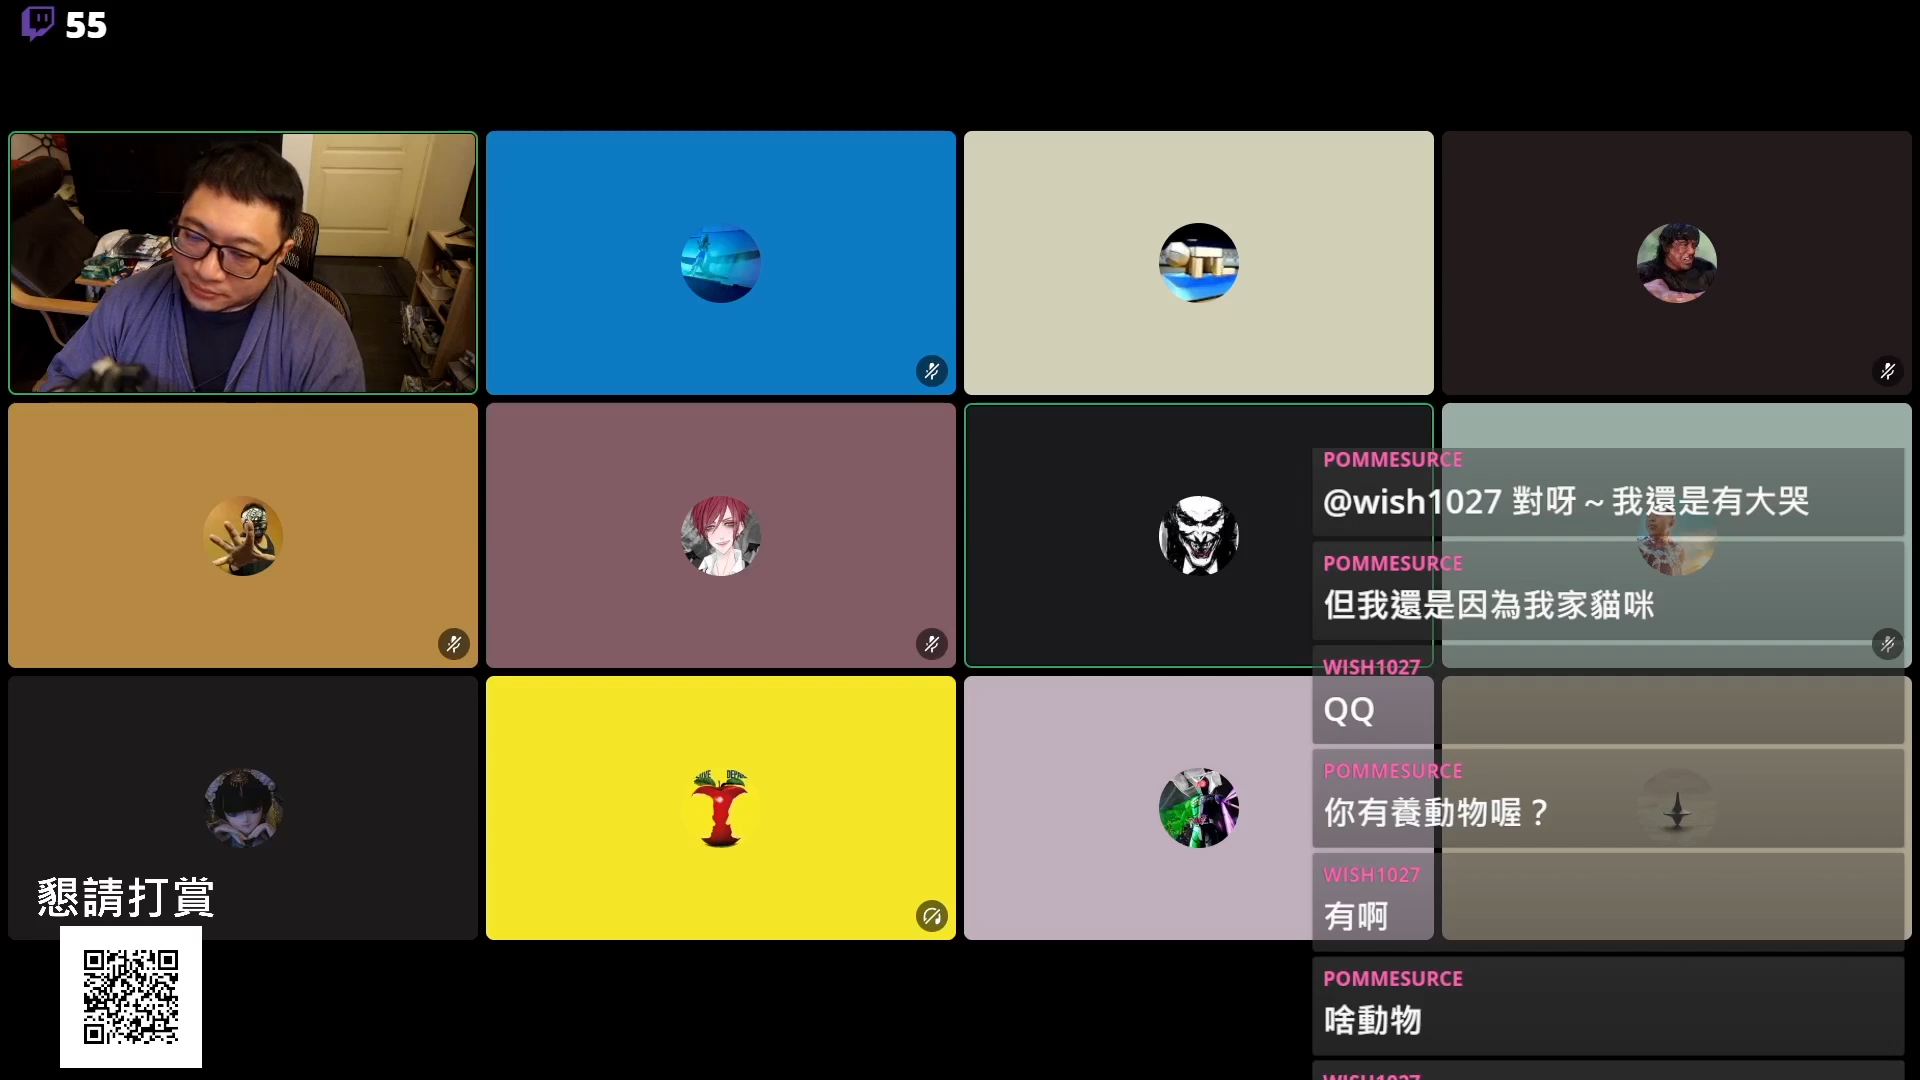 55
POMMESURCE
@wish1027 對呀～我還是有大哭
POMMESURCE
但我還是因為我家貓咪
WISH1027
QQ
POMMESURCE
你有養動物喔？
WISH1027
有啊
POMMESURCE
啥動物
WISH1027
懇請打賞